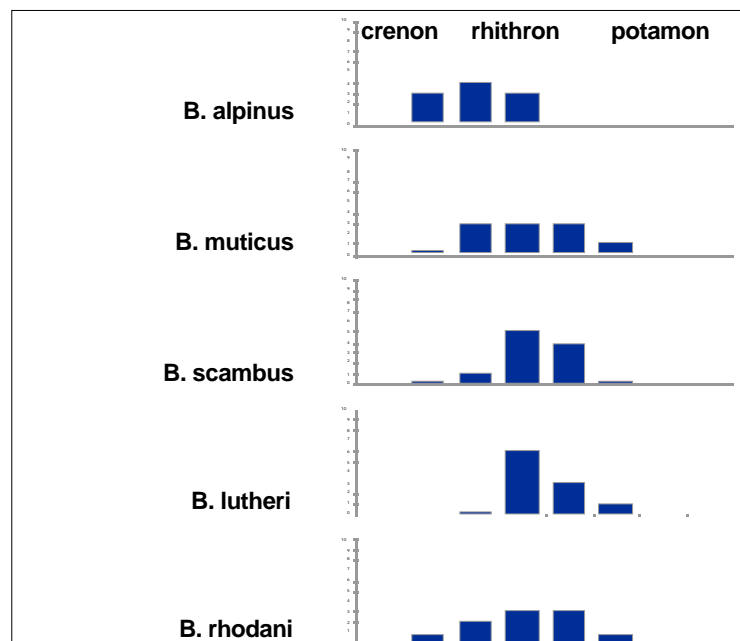 crenon rhithron potamon
B. alpinus
B. muticus
B. scambus
B. lutheri
B. rhodani